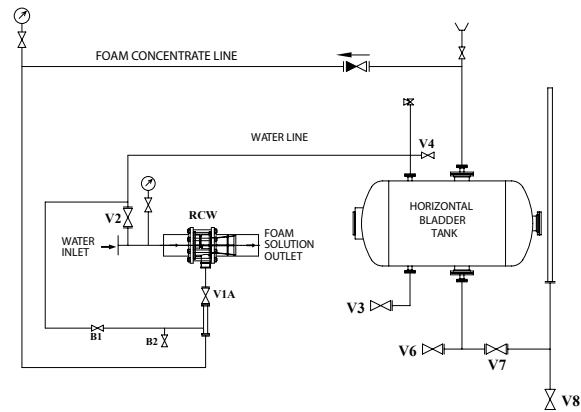 FOAM CONCENTRATE LINE
WATER LINE
V4
V2
RCW
WATER
INLET
FOAM
SOLUTION
OUTLET
HORIZONTAL
BLADDER
TANK
V1A
V3
B1
B2
V6
V7
V8